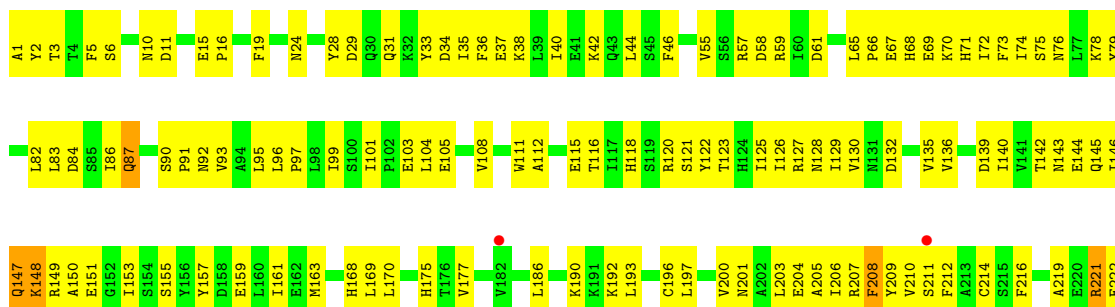 A1 Y2 T3 T4 F5 S6 N10 D11 E15 P16 F19 N24 Y28 D29 Q30 Q31 K32 Y33 D34 I35 F36 E37 K38 L39 I40 E41 K42 Q43 L44 S45 F46 V55 S56 R57 D58 R59 I60 D61 L65 P66 E67 H68 E69 K70 H71 I72 F73 I74 S75 N76 L77 K78
L82 L83 D84 S85 I86 Q87 S90 P91 N92 V93 A94 L95 L96 P97 L98 I99 S100 I101 P102 E103 L104 E105 V108 W111 A112 E115 T116 I117 H118 S119 S121 Y122 T123 H124 I125 I126 R127 N128 I129 V130 N131 D132 V135 V136 D139 I140 V141 T142 N143 E144 Q145
Q147 K148 R149 A150 E151 G152 I153 S154 S155 Y156 Y157 D158 E159 L160 I161 E162 M163 H168 L169 L170 H175 T176 V177 V182 L186 K190 K191 K192 L193 C196 L197 V200 N201 A202 L203 E204 A205 I206 R207 F208 Y209 V210 S211 F212 A213 C214 S215 F216 A219 E220 R221